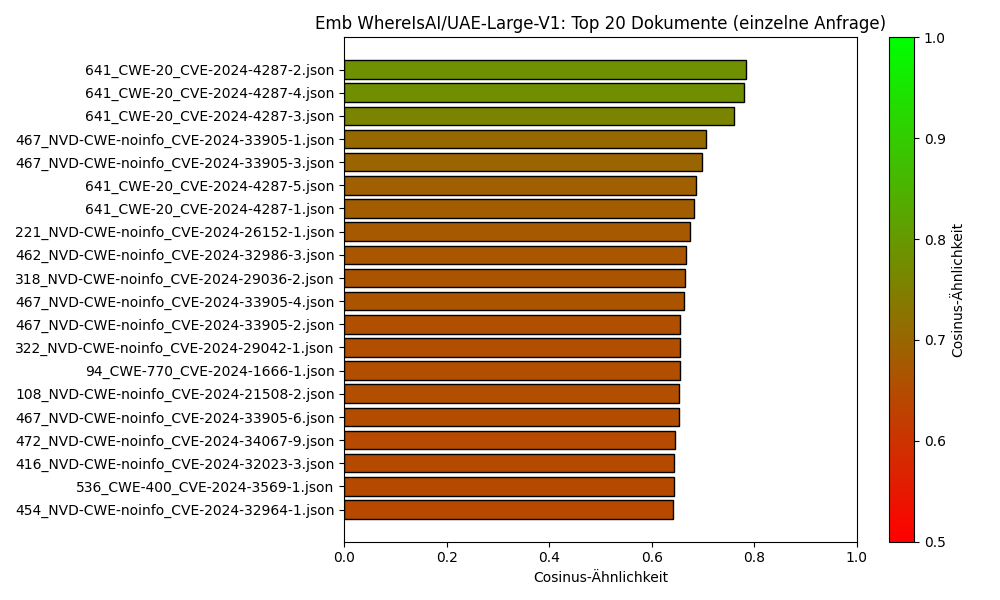 Emb WhereIsAI/UAE-Large-V1: Top 20 Dokumente (einzelne Anfrage)
641_CWE-20_CVE-2024-4287-2.json
641_CWE-20_CVE-2024-4287-4.json
641_CWE-20_CVE-2024-4287-3.json
467_NVD-CWE-noinfo_CVE-2024-33905-1.json
467_NVD-CWE-noinfo_CVE-2024-33905-3.json
641_CWE-20_CVE-2024-4287-5.json
641_CWE-20_CVE-2024-4287-1.json
221_NVD-CWE-noinfo_CVE-2024-26152-1.json
462_NVD-CWE-noinfo_CVE-2024-32986-3.json
318_NVD-CWE-noinfo_CVE-2024-29036-2.json
467_NVD-CWE-noinfo_CVE-2024-33905-4.json
467_NVD-CWE-noinfo_CVE-2024-33905-2.json
322_NVD-CWE-noinfo_CVE-2024-29042-1.json
94_CWE-770_CVE-2024-1666-1.json
108_NVD-CWE-noinfo_CVE-2024-21508-2.json
467_NVD-CWE-noinfo_CVE-2024-33905-6.json
472_NVD-CWE-noinfo_CVE-2024-34067-9.json
416_NVD-CWE-noinfo_CVE-2024-32023-3.json
536_CWE-400_CVE-2024-3569-1.json
454_NVD-CWE-noinfo_CVE-2024-32964-1.json
0.0 0.2 0.4 0.6 0.8 1.0
Cosinus-Ähnlichkeit
1.0
0.9
0.8
0.7
0.6
0.5
Cosinus-Ähnlichkeit